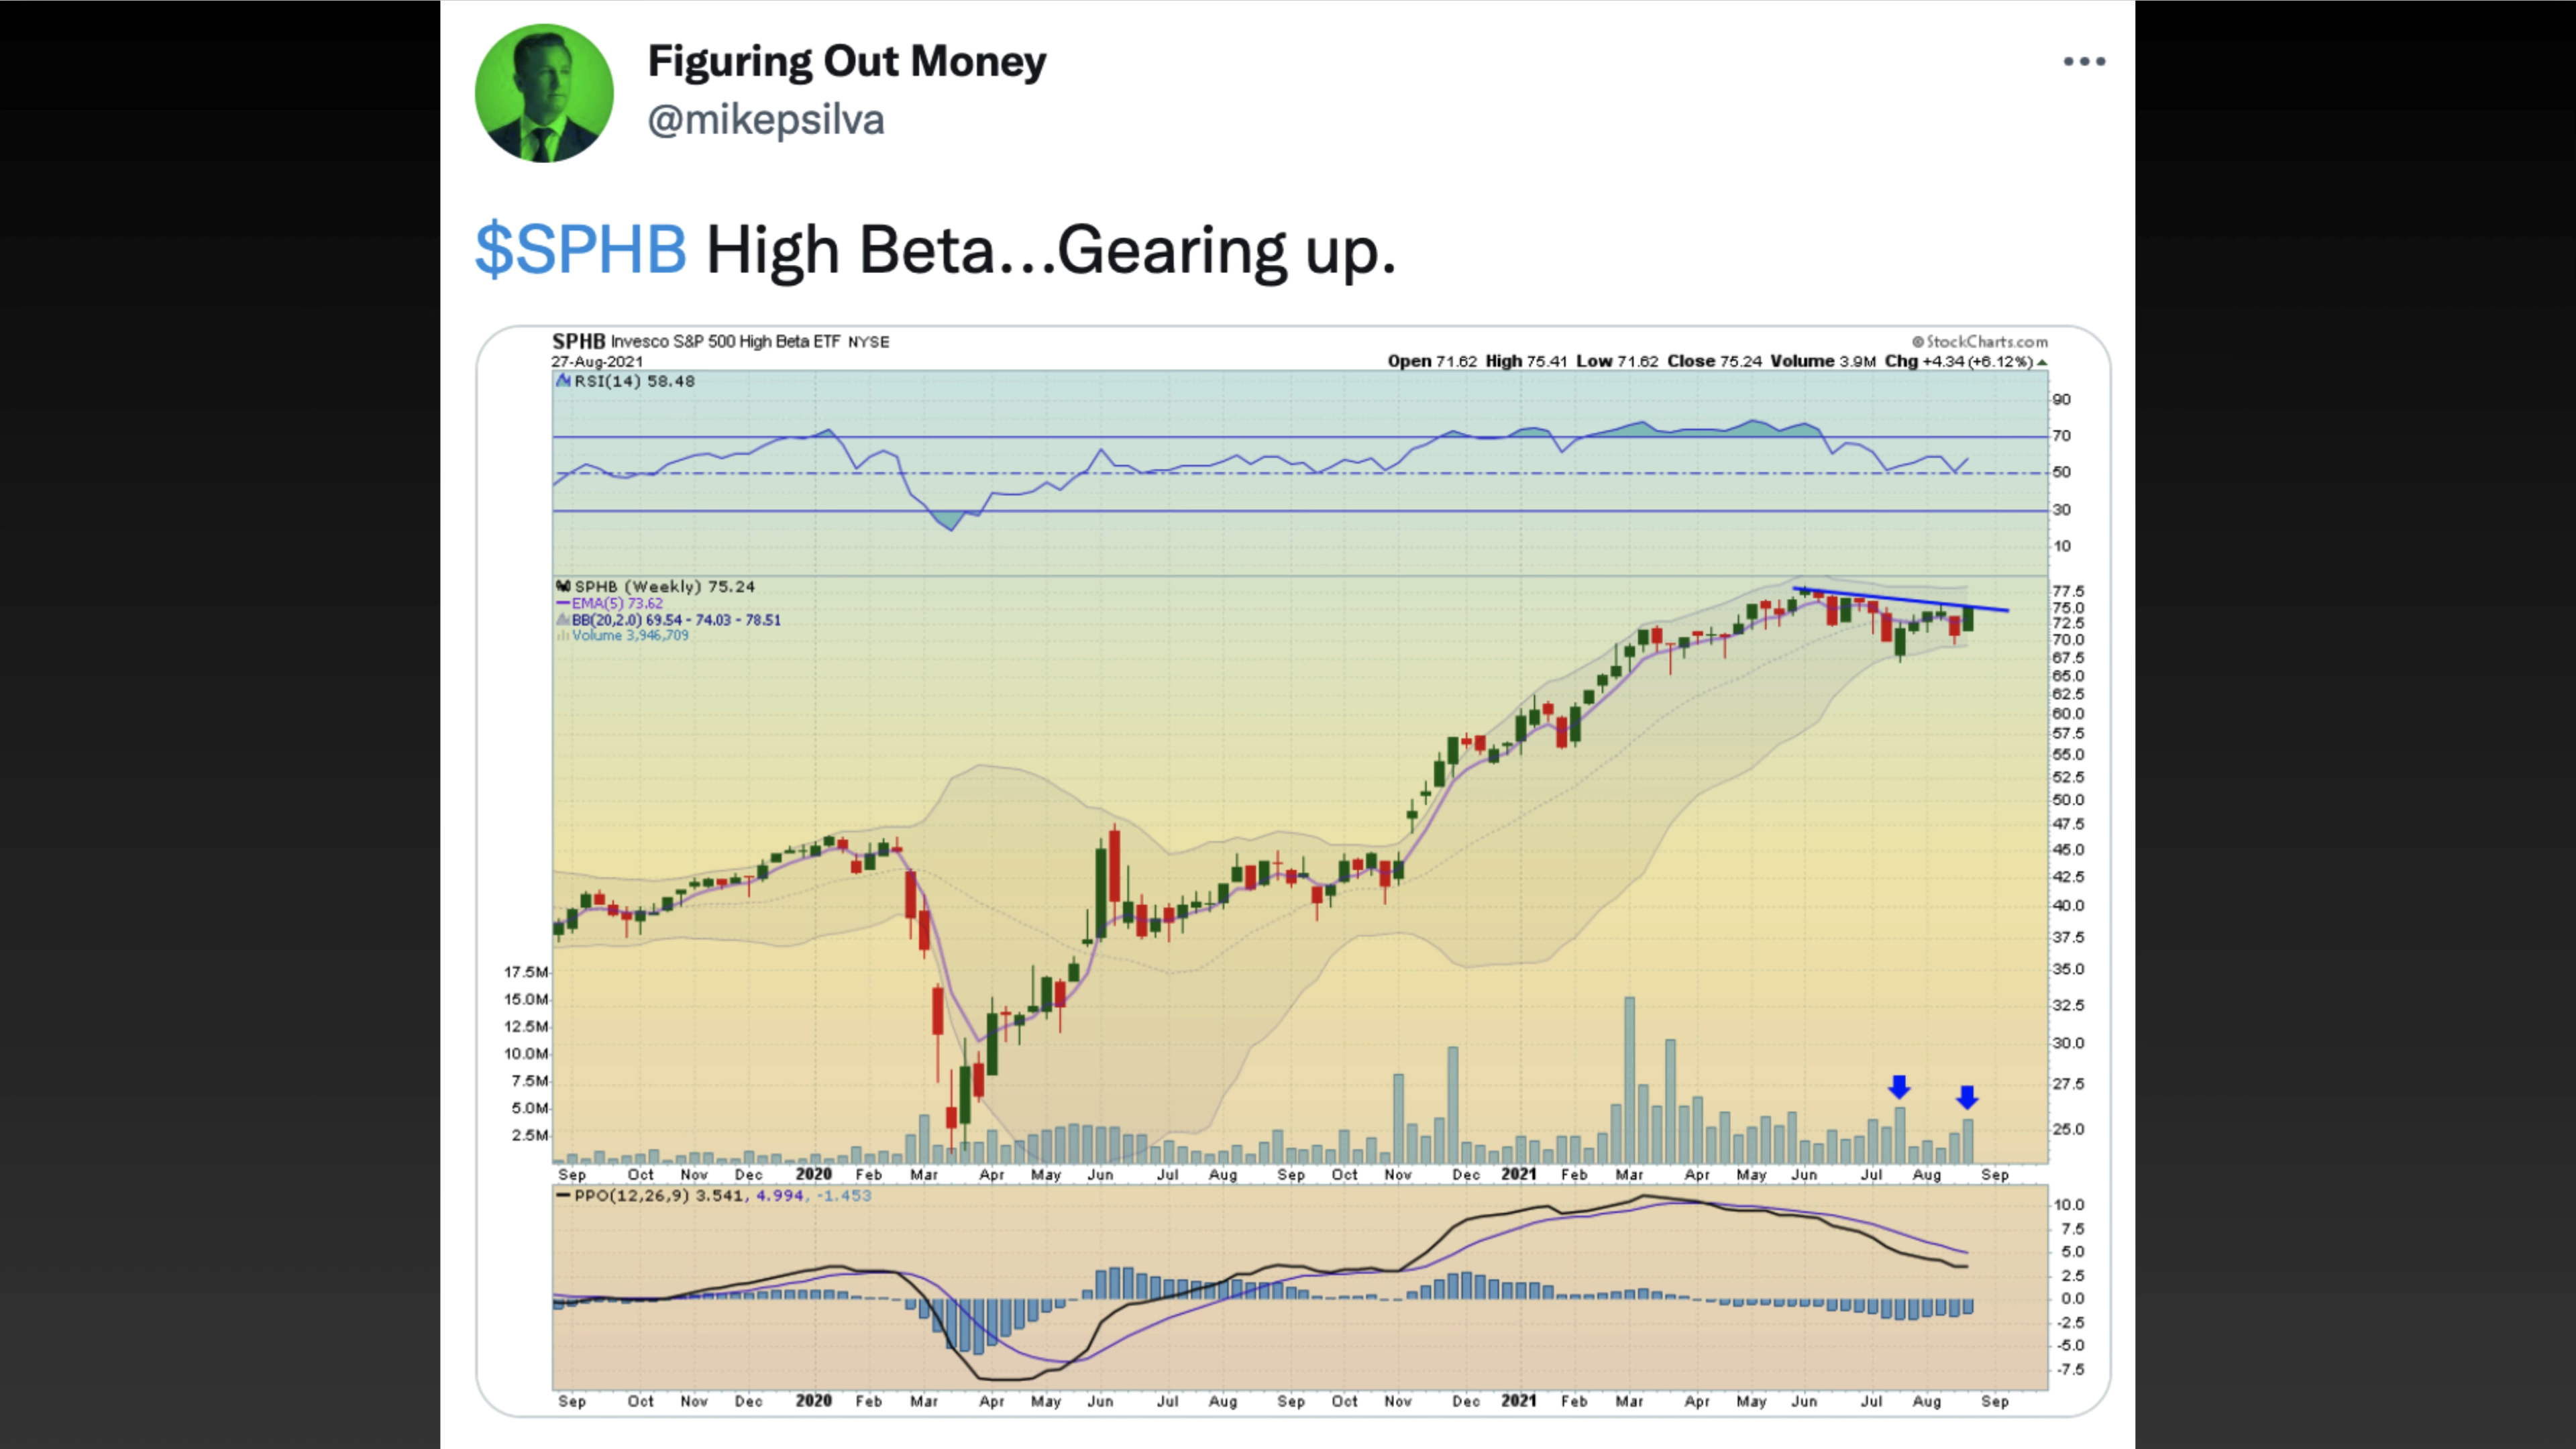 Figuring Out Money
@mikepsilva
$SPHB High Beta...Gearing up.
SPHB Invesco S&P 500 High Beta ETF NYSE
© StockCharts.com
27-Aug-2021
Open 71.62 High 75.41 Low 71.62 Close 75.24 Volume 3.9M Chg +4.34 (+6.12%)
RSI(14) 58.48
90
70
50
30
10
SPHB (Weekly) 75.24
EMA(5) 73.62
BB(20,2.0) 69.54 - 74.03 - 78.51
Volume 3,946,709
77.5
75.0
72.5
70.0
67.5
65.0
62.5
60.0
57.5
55.0
52.5
50.0
47.5
45.0
42.5
40.0
37.5
35.0
32.5
30.0
27.5
25.0
17.5M
15.0M
12.5M
10.0M
7.5M
5.0M
2.5M
Sep Oct Nov Dec 2020 Feb Mar Apr May Jun Jul Aug Sep Oct Nov Dec 2021 Feb Mar Apr May Jun Jul Aug Sep
PPO(12,26,9) 3.541, 4.994, -1.453
10.0
7.5
5.0
2.5
0.0
-2.5
-5.0
-7.5
Sep Oct Nov Dec 2020 Feb Mar Apr May Jun Jul Aug Sep Oct Nov Dec 2021 Feb Mar Apr May Jun Jul Aug Sep